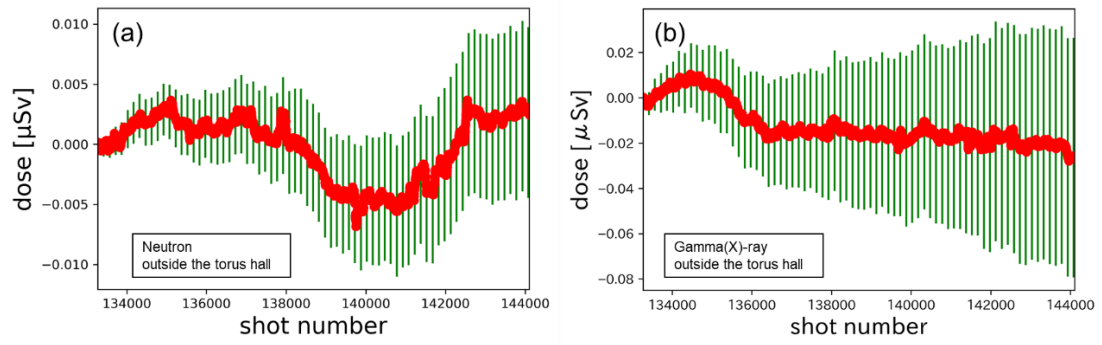 (a)
0.010
0.005
0.000
−0.005
−0.010
dose [μSv]
Neutron
outside the torus hall
134000 136000 138000 140000 142000 144000
shot number
(b)
0.02
0.00
−0.02
−0.04
−0.06
−0.08
dose [μ Sv]
Gamma(X)-ray
outside the torus hall
134000 136000 138000 140000 142000 144000
shot number